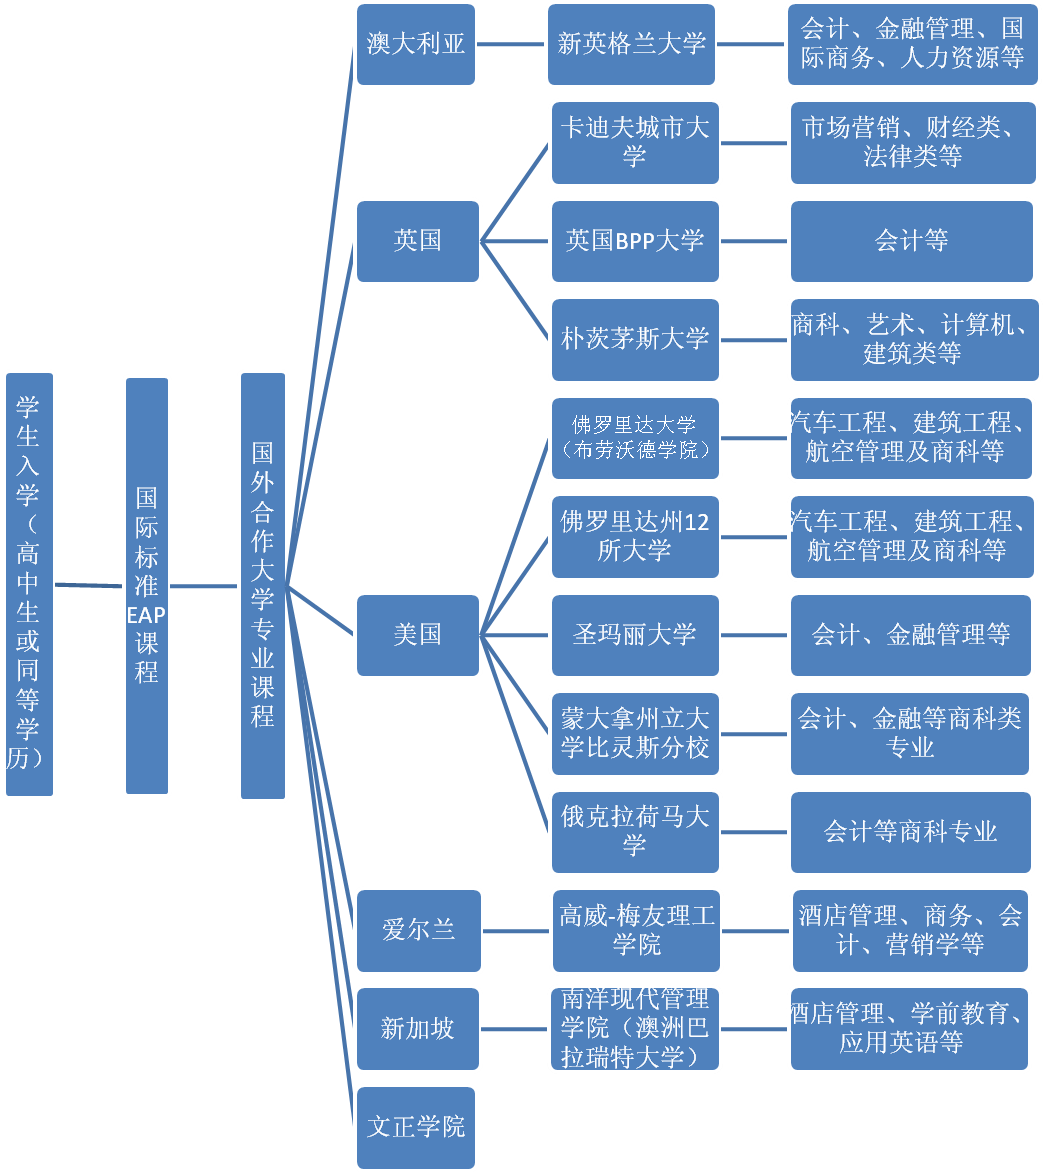 学生入学（高中生或同等学历）
国际标准EAP课程
国外合作大学专业课程
澳大利亚
新英格兰大学
会计、金融管理、国
际商务、人力资源等
英国
卡迪夫城市大
学
市场营销、财经类、
法律类等
英国BPP大学
会计等
朴茨茅斯大学
商科、艺术、计算机、
建筑类等
美国
佛罗里达大学
（布劳沃德学院）
汽车工程、建筑工程、
航空管理及商科等
佛罗里达州12
所大学
汽车工程、建筑工程、
航空管理及商科等
圣玛丽大学
会计、金融管理等
蒙大拿州立大
学比灵斯分校
会计、金融等商科类
专业
俄克拉荷马大
学
会计等商科专业
爱尔兰
高威-梅友理工
学院
酒店管理、商务、会
计、营销学等
新加坡
南洋现代管理
学院（澳洲巴
拉瑞特大学）
酒店管理、学前教育、
应用英语等
文正学院